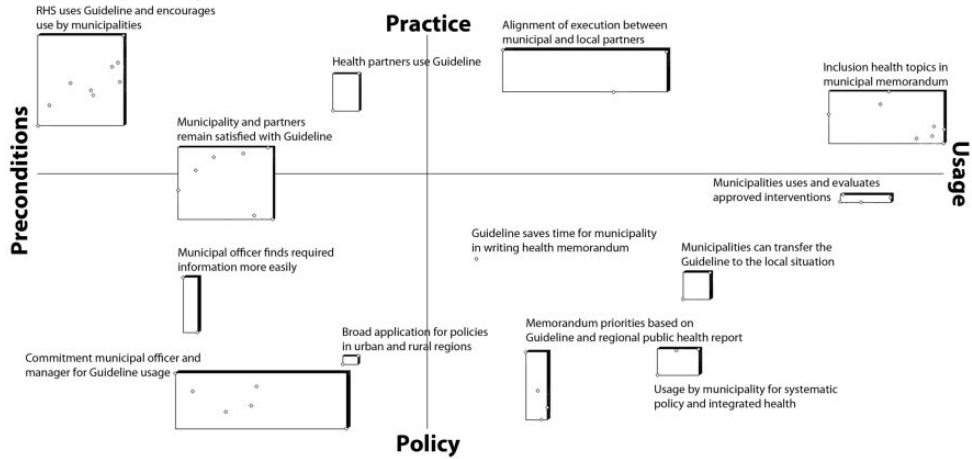 RHS uses Guideline and encourages
use by municipalities
Practice
Alignment of execution between
municipal and local partners
Health partners use Guideline
Inclusion health topics in
municipal memorandum
Preconditions
Municipality and partners
remain satisfied with Guideline
Usage
Municipalities uses and evaluates
approved interventions
Guideline saves time for municipality
in writing health memorandum
Municipal officer finds required
information more easily
Municipalities can transfer the
Guideline to the local situation
Broad application for policies
in urban and rural regions
Memorandum priorities based on
Guideline and regional public health report
Commitment municipal officer and
manager for Guideline usage
Usage by municipality for systematic
policy and integrated health
Policy